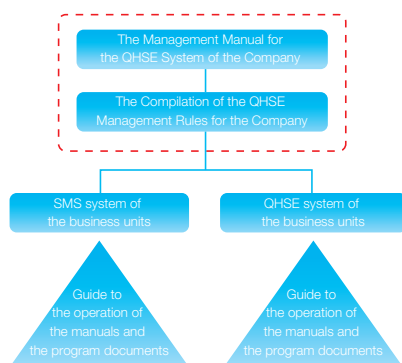 The Management Manual for
the QHSE System of the Company
The Compilation of the QHSE
Management Rules for the Company
SMS system of
the business units
QHSE system of
the business units
Guide to
the operation of
the manuals and
the program documents
Guide to
the operation of
the manuals and
the program documents